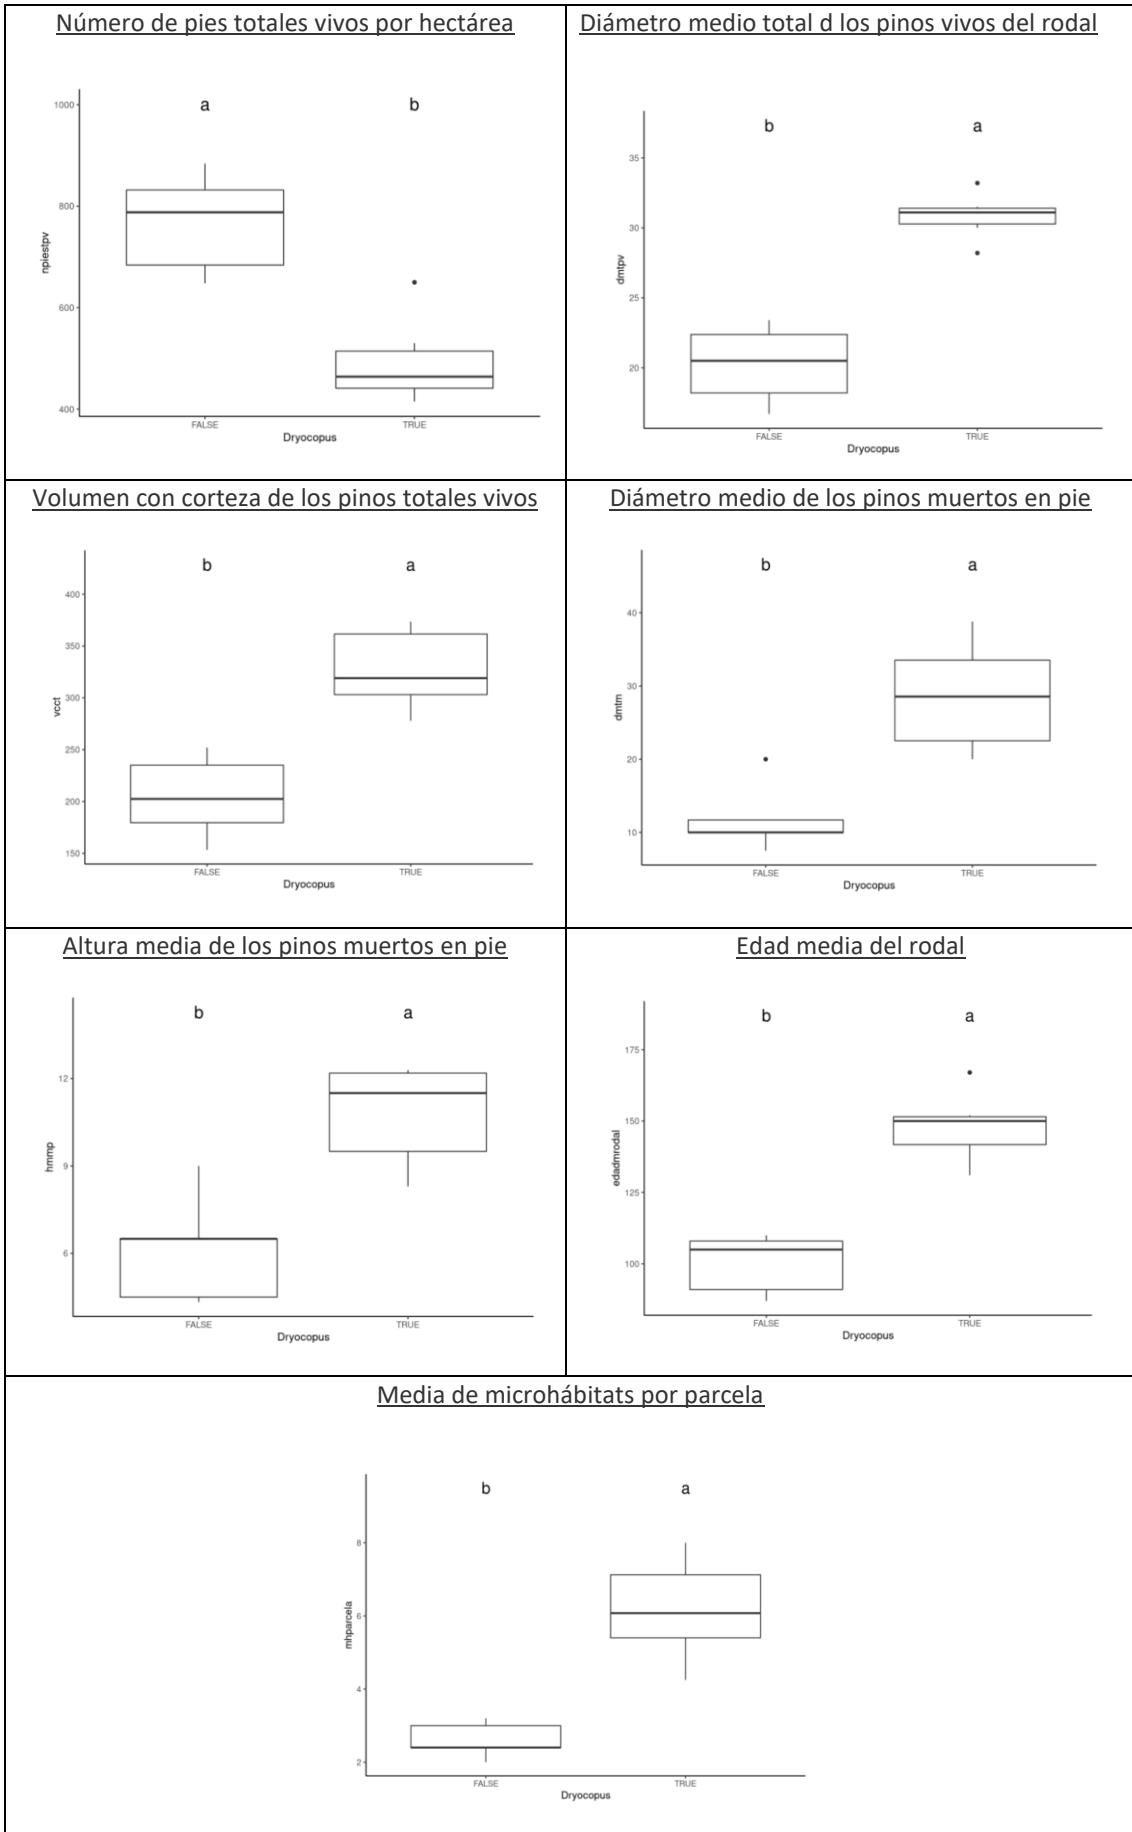 Número de pies totales vivos por hectárea
a b
1000
800
600
400
npiestpv
FALSE TRUE
Dryocopus
Diámetro medio total d los pinos vivos del rodal
b a
35
30
25
20
dmtpv
FALSE TRUE
Dryocopus
Volumen con corteza de los pinos totales vivos
b a
400
350
300
250
200
150
vcct
FALSE TRUE
Dryocopus
Diámetro medio de los pinos muertos en pie
b a
40
30
20
10
dmtm
FALSE TRUE
Dryocopus
Altura media de los pinos muertos en pie
b a
12
9
6
hmmp
FALSE TRUE
Dryocopus
Edad media del rodal
b a
175
150
125
100
edadmrodal
FALSE TRUE
Dryocopus
Media de microhábitats por parcela
b a
8
6
4
2
mhparcela
FALSE TRUE
Dryocopus